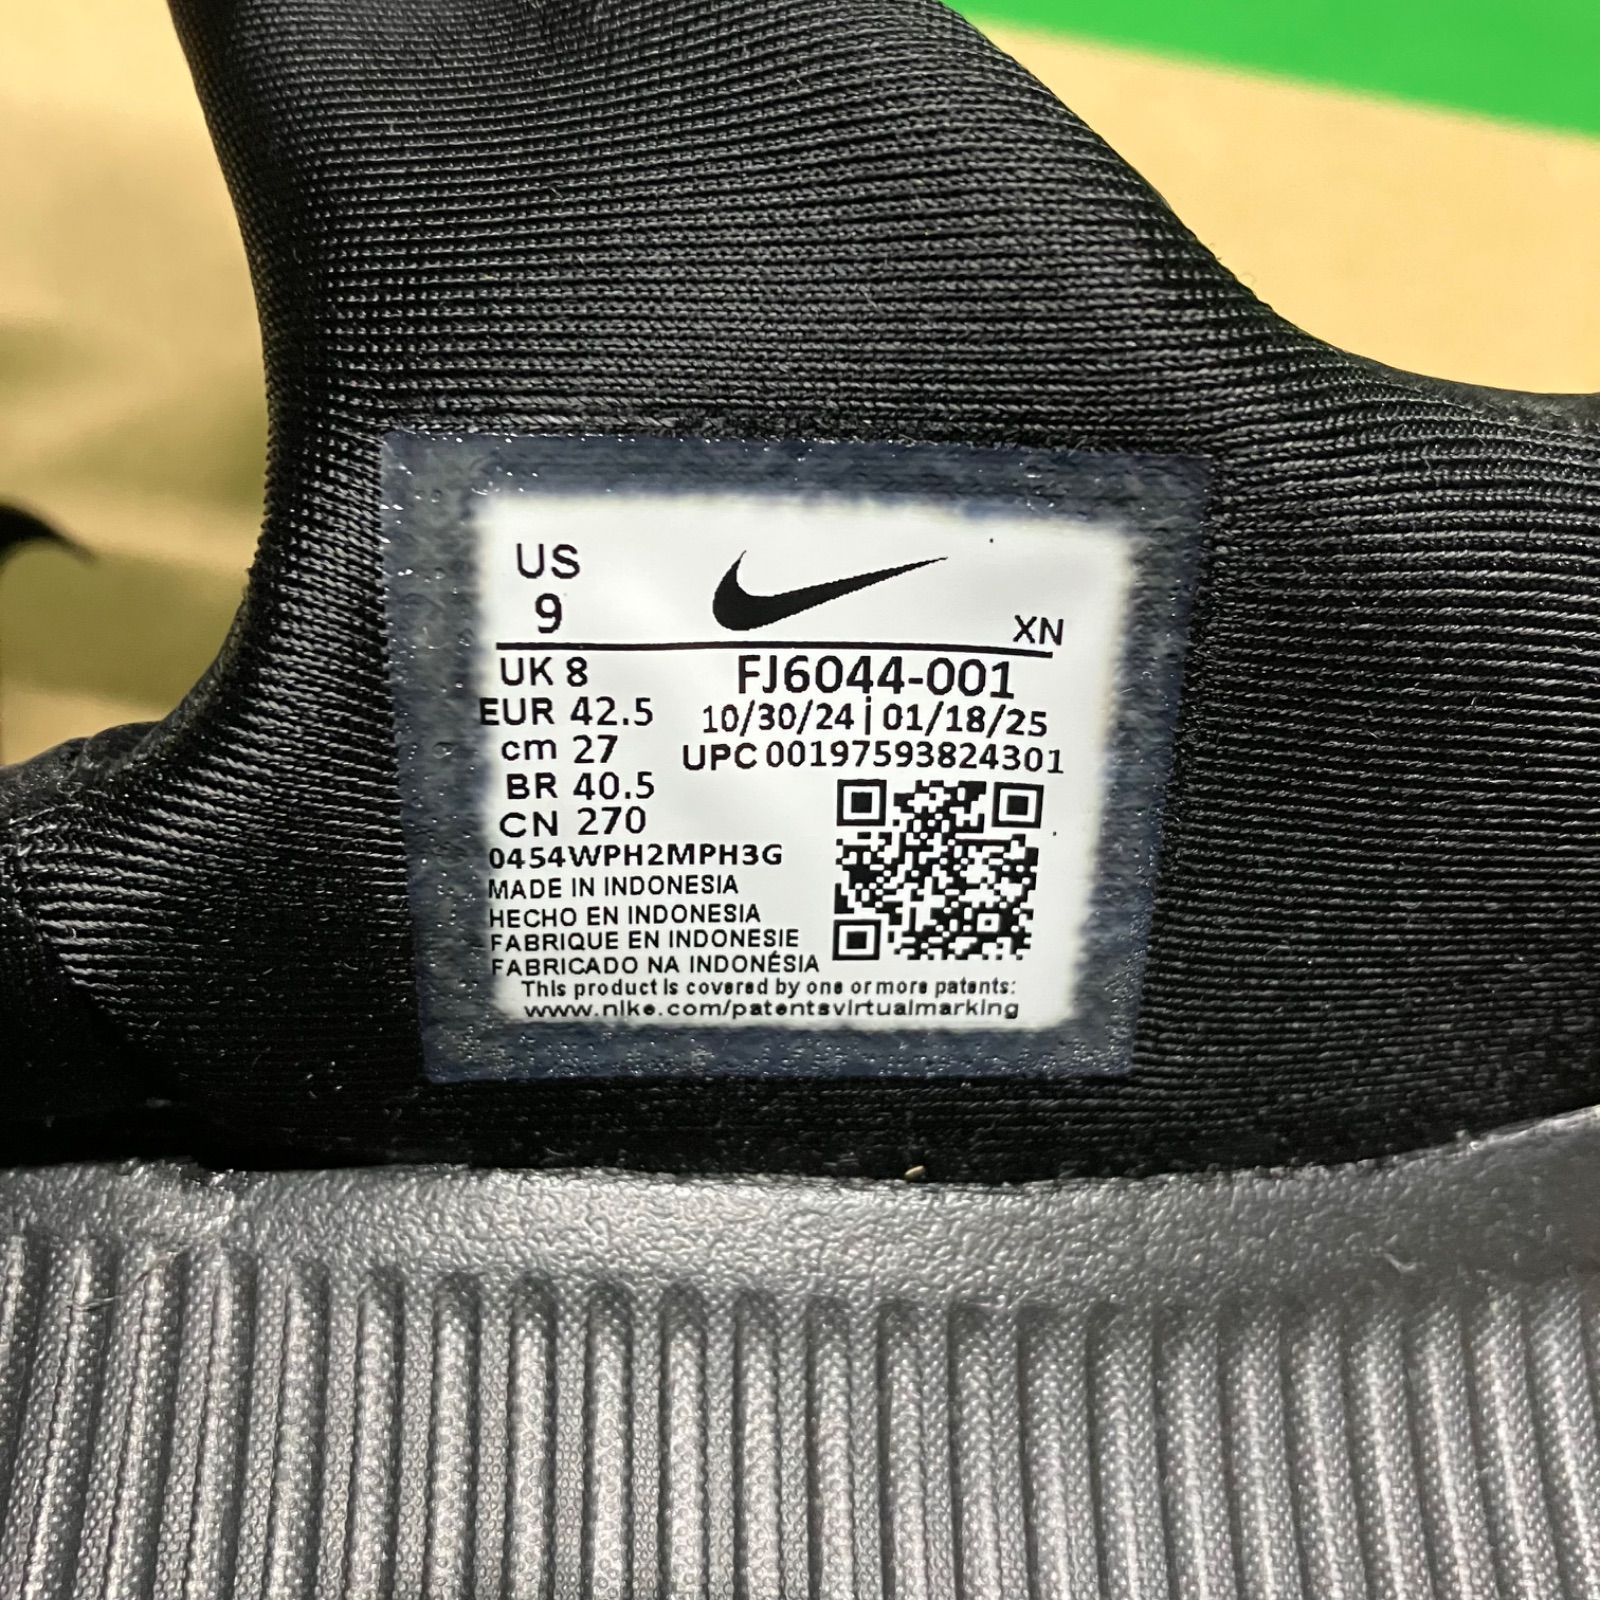 US
9
XN
UK 8
FJ6044-001
EUR 42.5
10/30/24 | 01/18/25
cm 27
UPC 00197593824301
BR 40.5
CN 270
0454WPH2MPH3G
MADE IN INDONESIA
HECHO EN INDONESIA
FABRIQUE EN INDONESIE
FABRICADO NA INDONÉSIA
This product is covered by one or more patents:
www.nike.com/patentsvirtualmarking